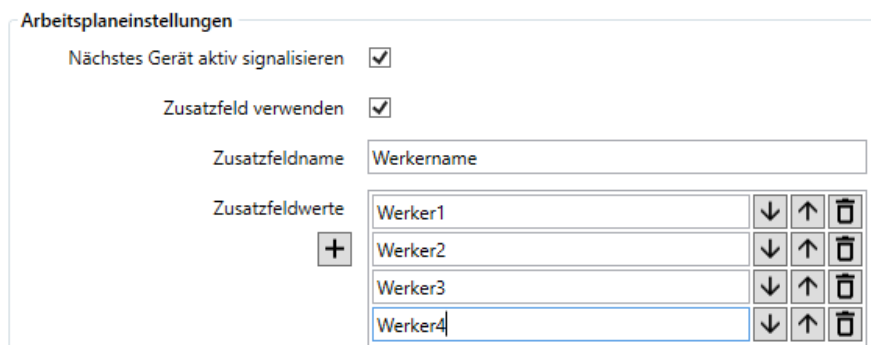 Arbeitsplaneinstellungen
Nächstes Gerät aktiv signalisieren
Zusatzfeld verwenden
Zusatzfeldname Werkername
Zusatzfeldwerte Werker1
Werker2
Werker3
Werker4